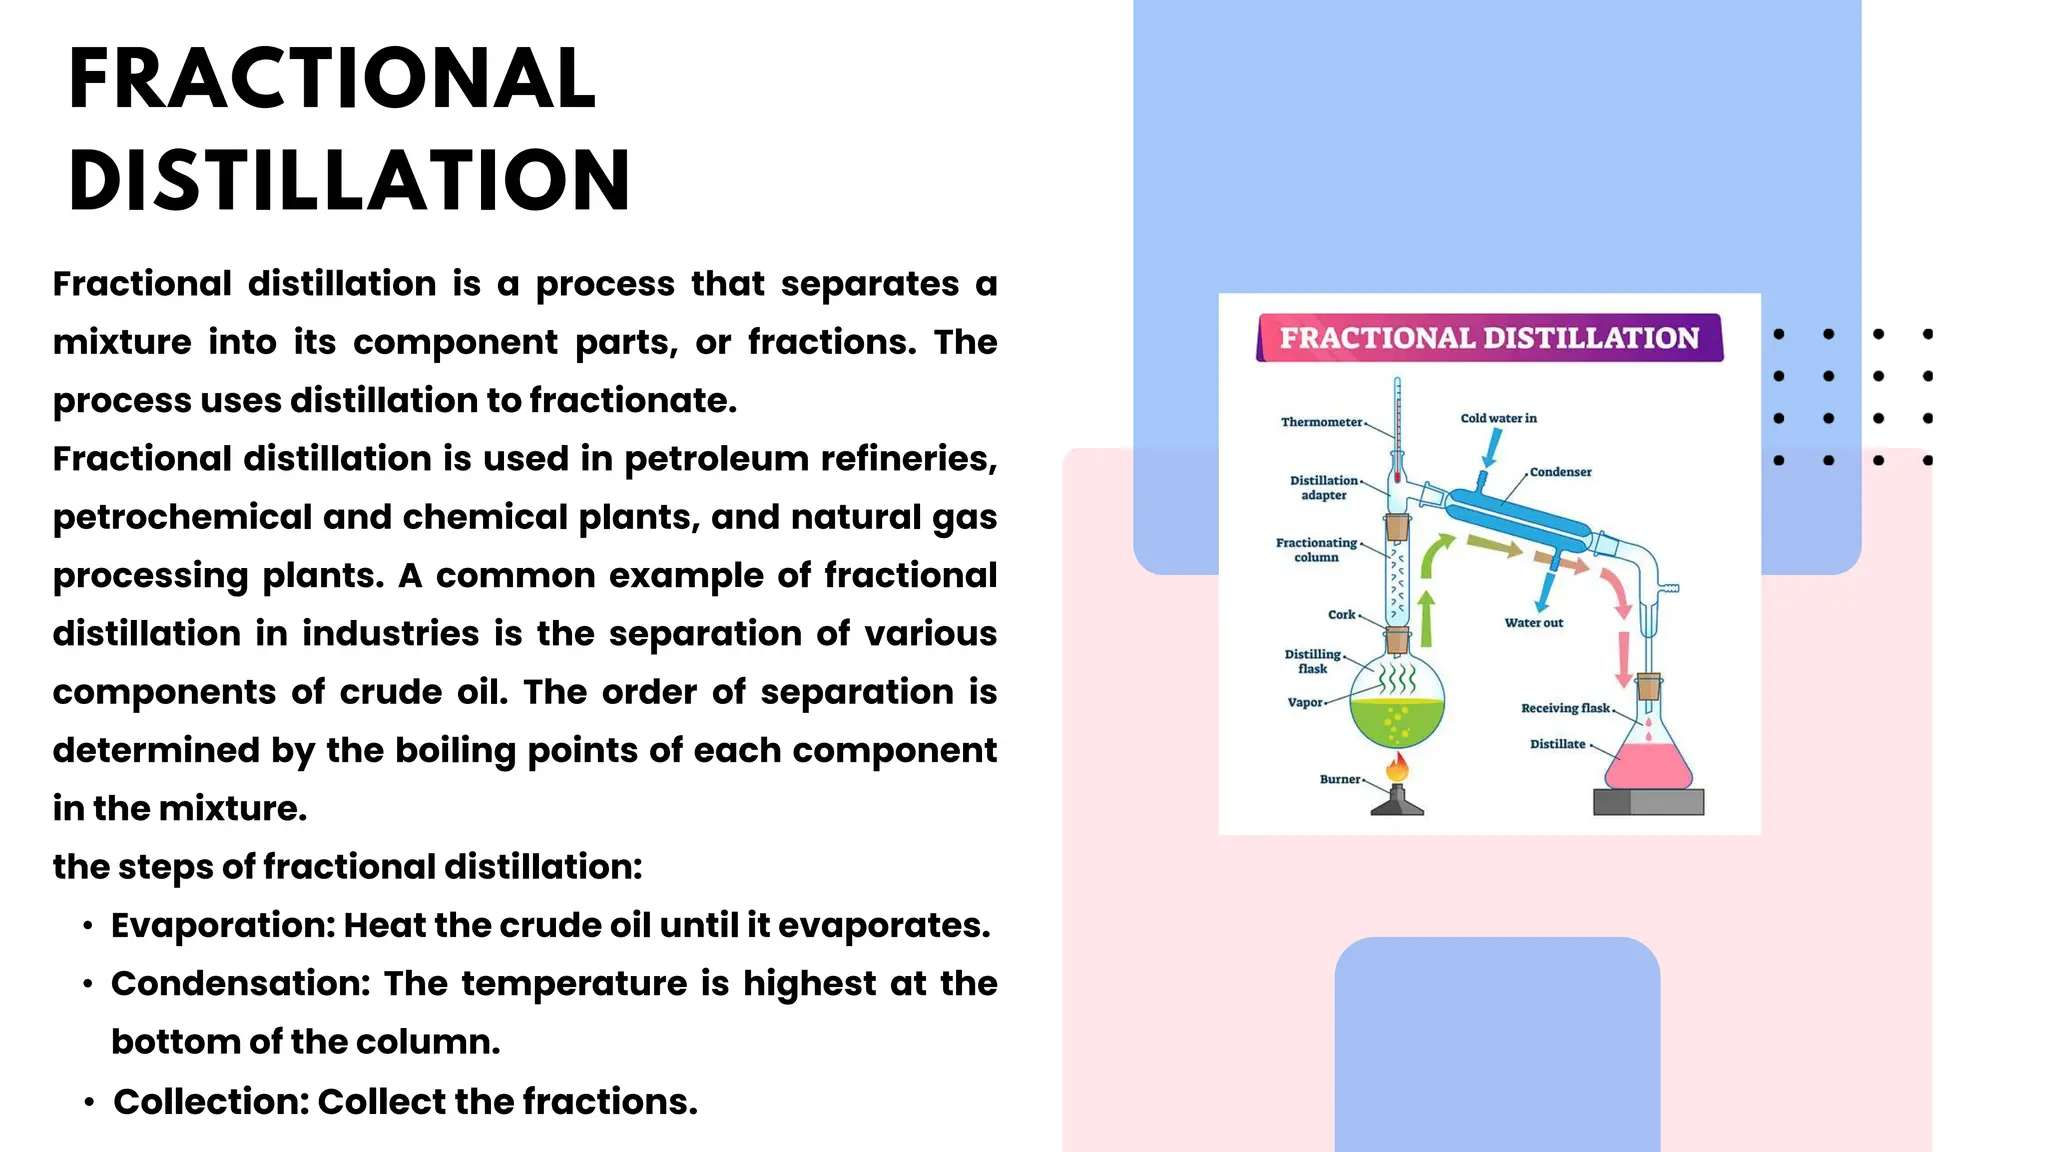 FRACTIONAL
DISTILLATION
Fractional distillation is a process that separates a
mixture into its component parts, or fractions. The
process uses distillation to fractionate.
Fractional distillation is used in petroleum refineries,
petrochemical and chemical plants, and natural gas
processing plants. A common example of fractional
distillation in industries is the separation of various
components of crude oil. The order of separation is
determined by the boiling points of each component
in the mixture.
the steps of fractional distillation:
• Evaporation: Heat the crude oil until it evaporates.
• Condensation: The temperature is highest at the
bottom of the column.
• Collection: Collect the fractions.
FRACTIONAL DISTILLATION
Thermometer
Cold water in
Condenser
Distillation
adapter
Fractionating
column
Cork
Water out
Distilling
flask
Vapor
Receiving flask
Distillate
Burner